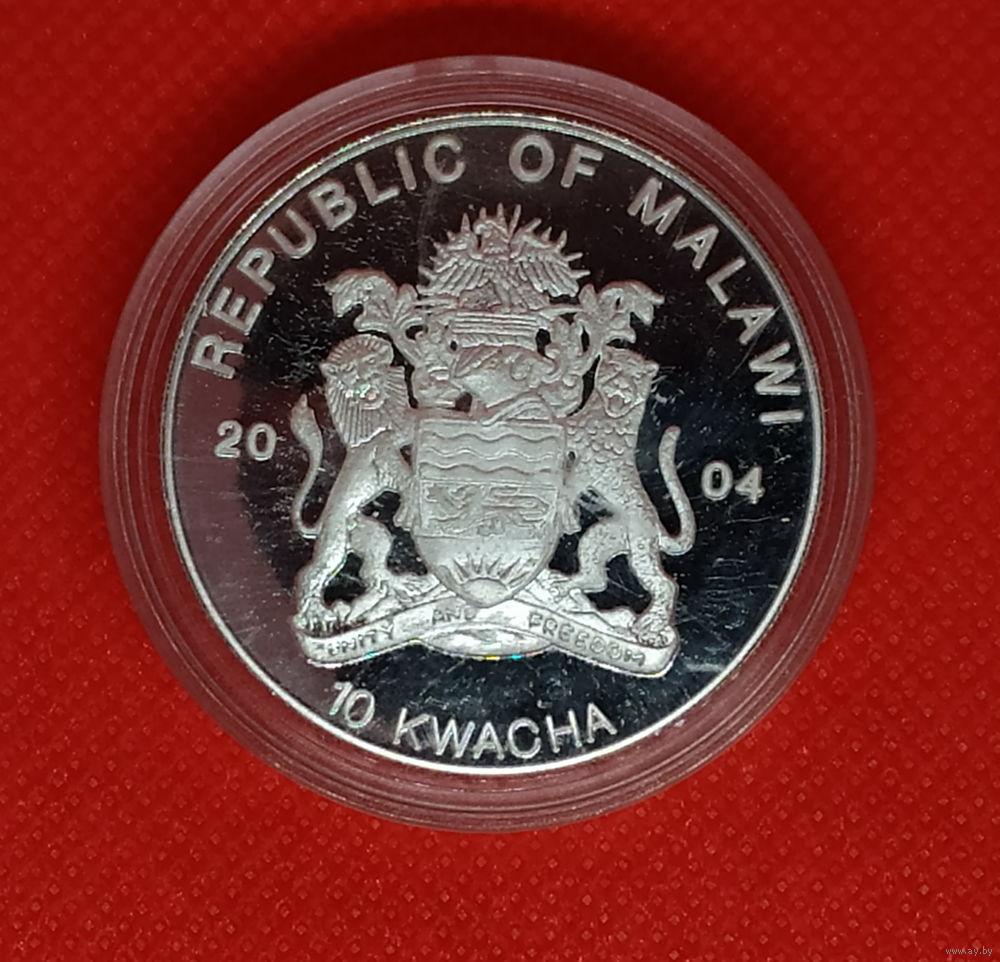 REPUBLIC OF MALAWI
20 04
UNITY AND FREEDOM
10 KWACHA
www.ay.by